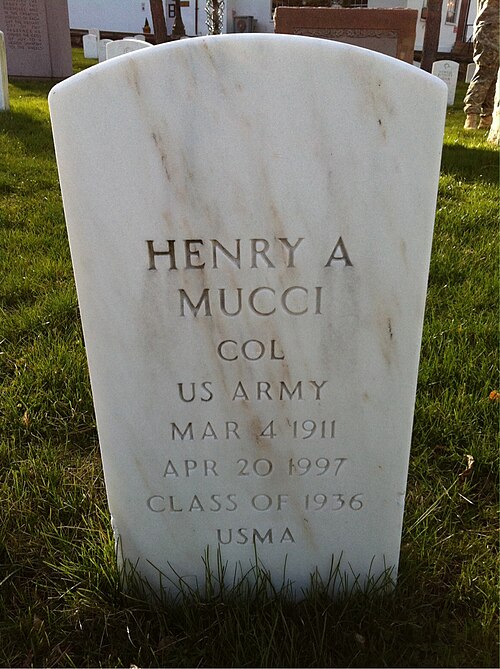 HENRY A
MUCCI
COL
US ARMY
MAR 4 1911
APR 20 1997
CLASS OF 1936
USMA